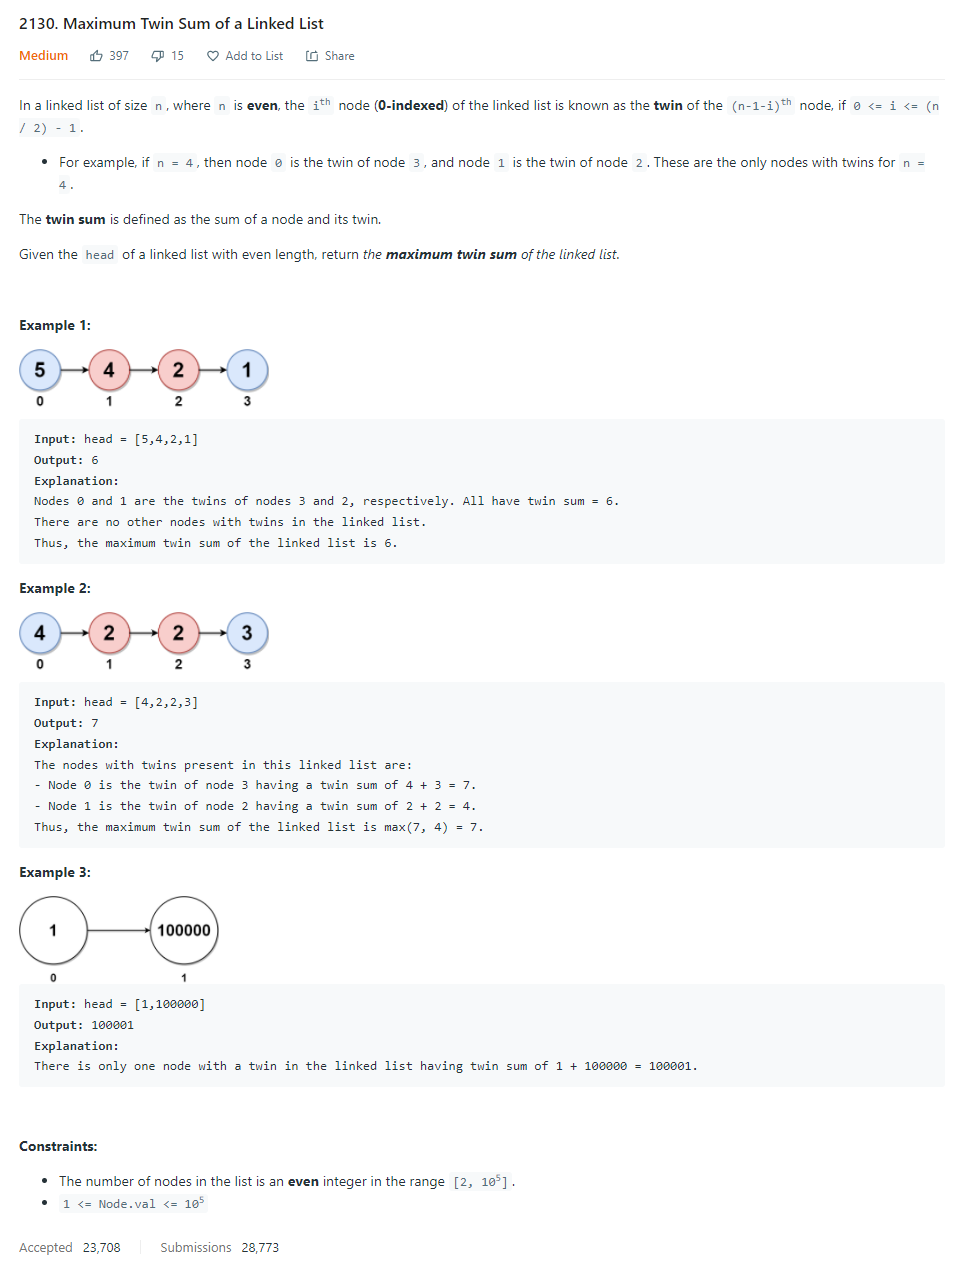 2130. Maximum Twin Sum of a Linked List
Medium 397 15 Add to List Share
In a linked list of size n, where n is even, the ith node (0-indexed) of the linked list is known as the twin of the (n-1-i)th node, if 0 <= i <= (n
/ 2) - 1.
• For example, if n = 4, then node 0 is the twin of node 3, and node 1 is the twin of node 2. These are the only nodes with twins for n =
4.
The twin sum is defined as the sum of a node and its twin.
Given the head of a linked list with even length, return the maximum twin sum of the linked list.
Example 1:
5 4 2 1
0 1 2 3
Input: head = [5,4,2,1]
Output: 6
Explanation:
Nodes 0 and 1 are the twins of nodes 3 and 2, respectively. All have twin sum = 6.
There are no other nodes with twins in the linked list.
Thus, the maximum twin sum of the linked list is 6.
Example 2:
4 2 2 3
0 1 2 3
Input: head = [4,2,2,3]
Output: 7
Explanation:
The nodes with twins present in this linked list are:
- Node 0 is the twin of node 3 having a twin sum of 4 + 3 = 7.
- Node 1 is the twin of node 2 having a twin sum of 2 + 2 = 4.
Thus, the maximum twin sum of the linked list is max(7, 4) = 7.
Example 3:
1 100000
0 1
Input: head = [1,100000]
Output: 100001
Explanation:
There is only one node with a twin in the linked list having twin sum of 1 + 100000 = 100001.
Constraints:
• The number of nodes in the list is an even integer in the range [2, 10⁵].
• 1 <= Node.val <= 10⁵
Accepted 23,708 Submissions 28,773